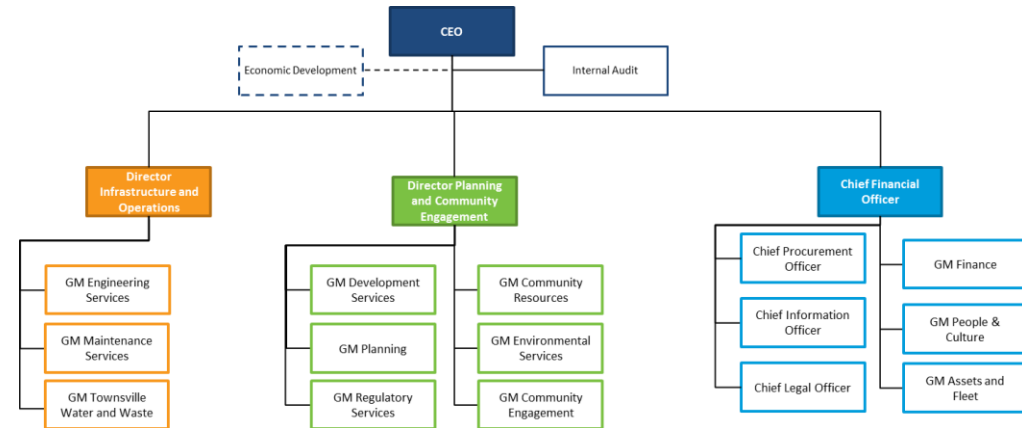 CEO
Economic Development
Internal Audit
Director
Infrastructure and
Operations
Director Planning
and Community
Engagement
Chief Financial
Officer
GM Engineering
Services
GM Maintenance
Services
GM Townsville
Water and Waste
GM Development
Services
GM Planning
GM Regulatory
Services
GM Community
Resources
GM Environmental
Services
GM Community
Engagement
Chief Procurement
Officer
Chief Information
Officer
Chief Legal Officer
GM Finance
GM People &
Culture
GM Assets and
Fleet